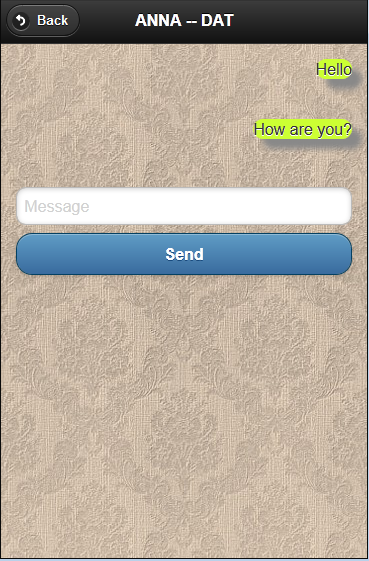 Back
ANNA -- DAT
Hello
How are you?
Message
Send